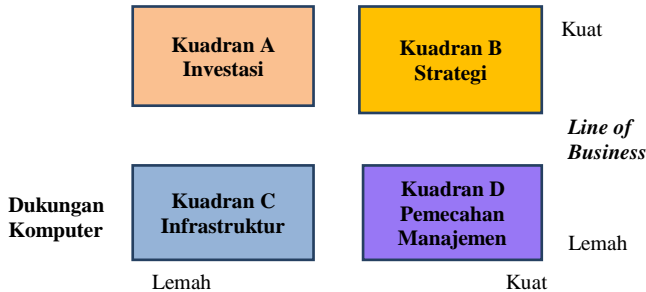 Kuadran A
Investasi
Kuadran B
Strategi
Kuat
Line of
Business
Dukungan
Komputer
Kuadran C
Infrastruktur
Kuadran D
Pemecahan
Manajemen
Lemah
Lemah
Kuat